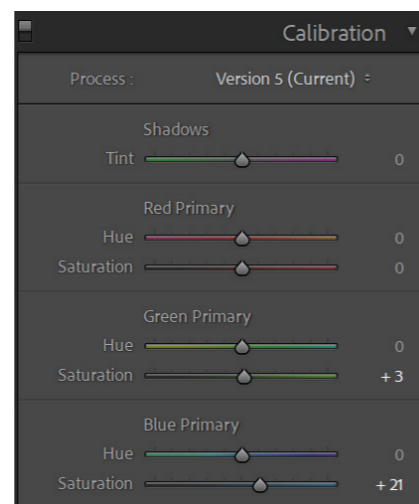 Calibration
Process : Version 5 (Current)
Shadows
Tint 0
Red Primary
Hue 0
Saturation 0
Green Primary
Hue 0
Saturation + 3
Blue Primary
Hue 0
Saturation + 21